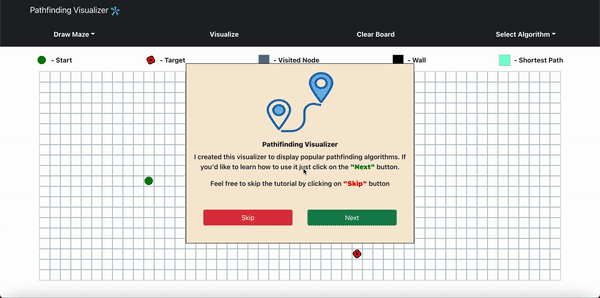 Pathfinding Visualizer
Draw Maze
Visualize
Clear Board
Select Algorithm
- Start
- Target
- Visited Node
- Wall
- Shortest Path
Pathfinding Visualizer
I created this visualizer to display popular pathfinding algorithms. If
you'd like to learn how to use it just click on the "Next" button.
Feel free to skip the tutorial by clicking on "Skip" button
Skip
Next